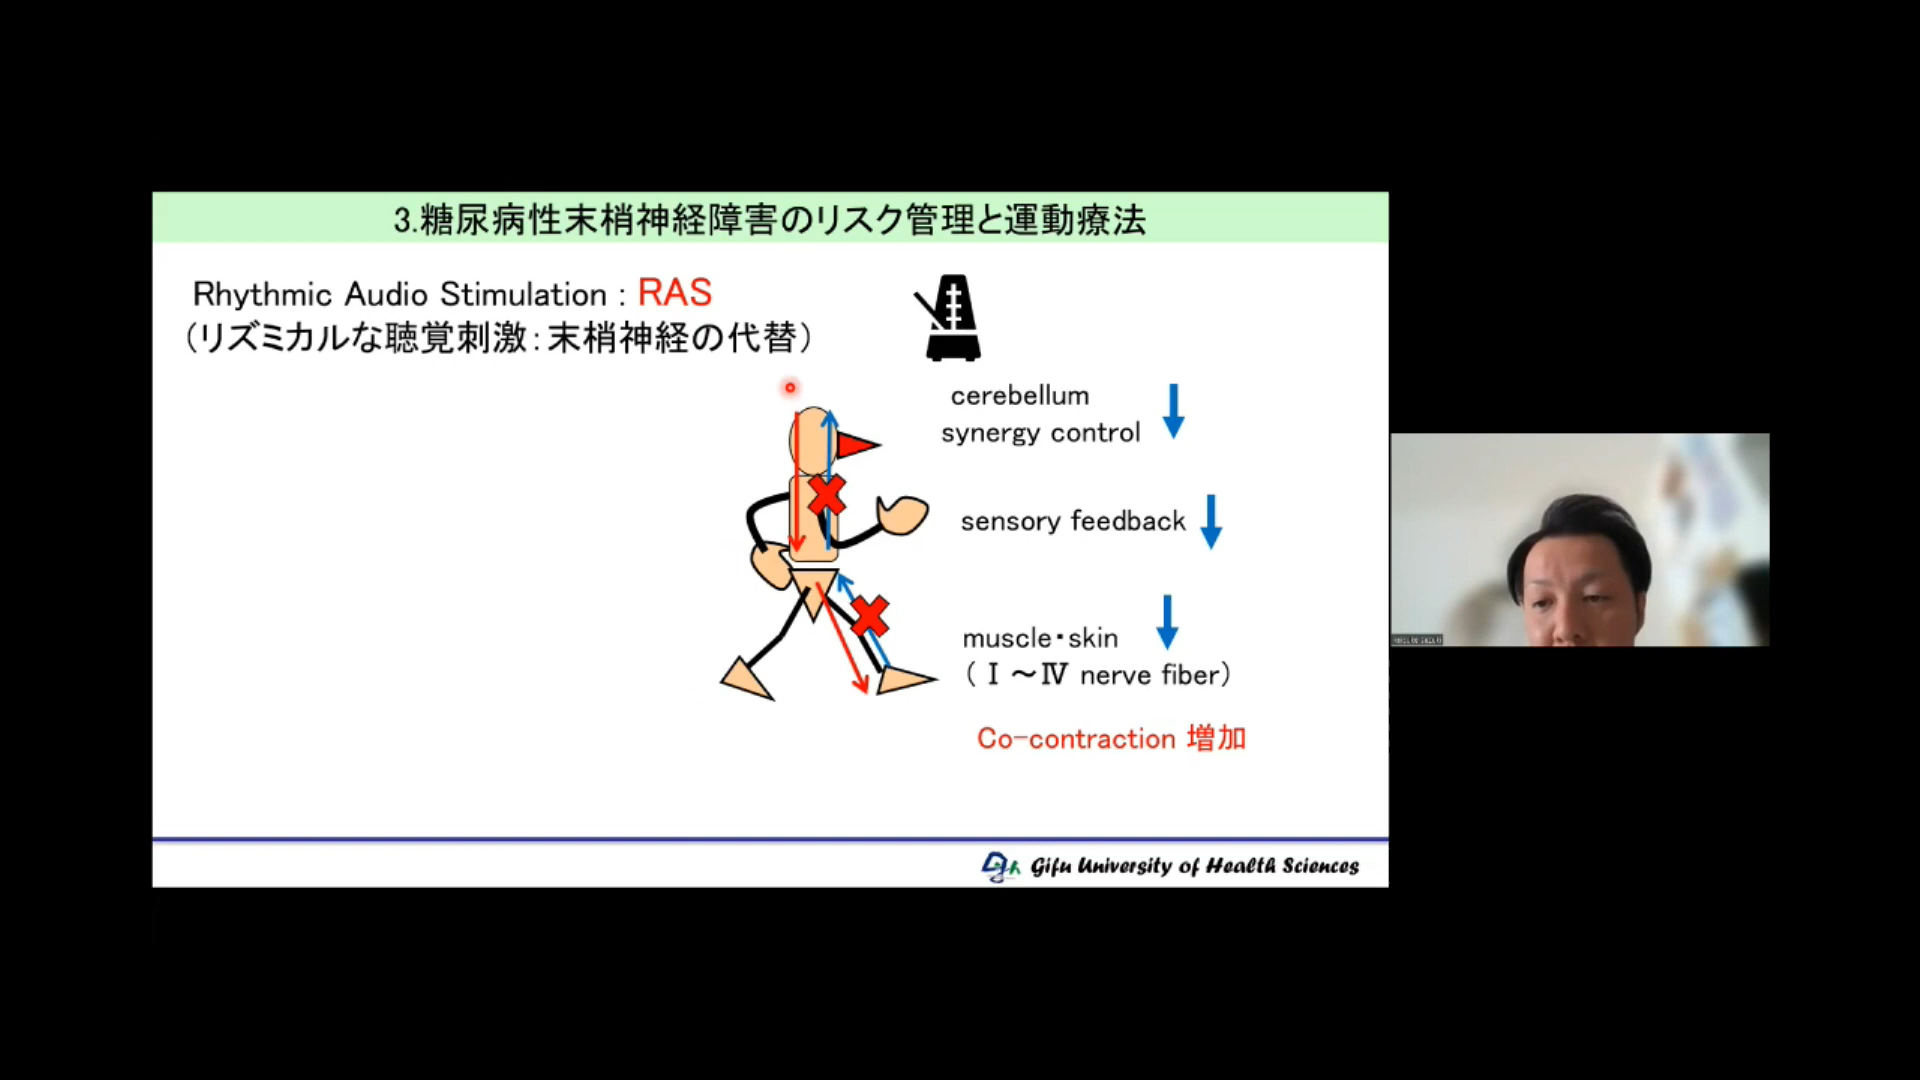 3.糖尿病性末梢神経障害のリスク管理と運動療法
Rhythmic Audio Stimulation : RAS
（リズミカルな聴覚刺激：末梢神経の代替）
cerebellum
synergy control
sensory feedback
muscle・skin
（Ⅰ～Ⅳ nerve fiber）
Co-contraction 増加
Gifu University of Health Sciences